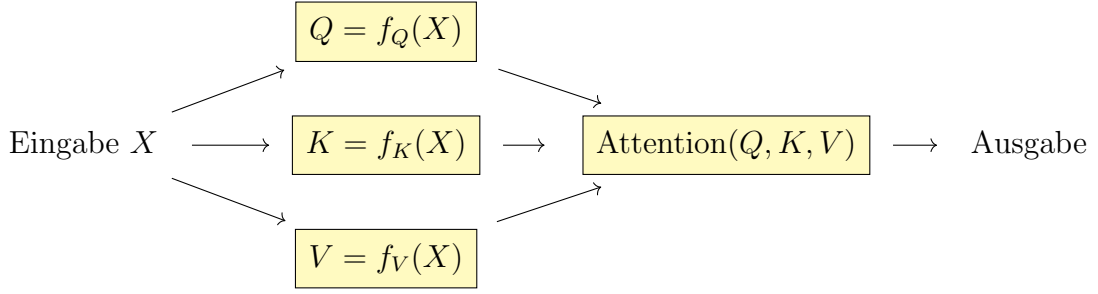 Q = f_Q(X)
Eingabe X
K = f_K(X)
Attention(Q, K, V)
Ausgabe
V = f_V(X)